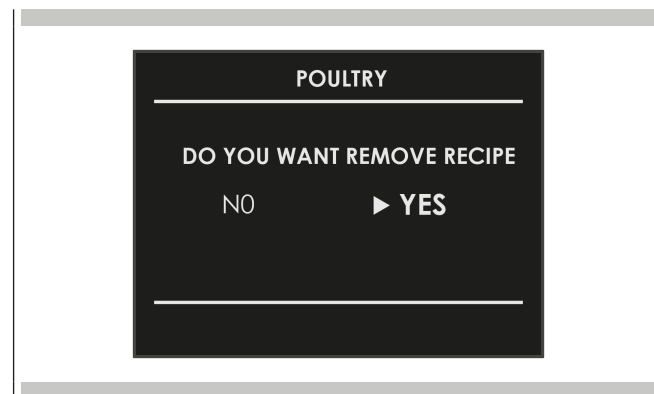 POULTRY
DO YOU WANT REMOVE RECIPE
N0 ▶ YES